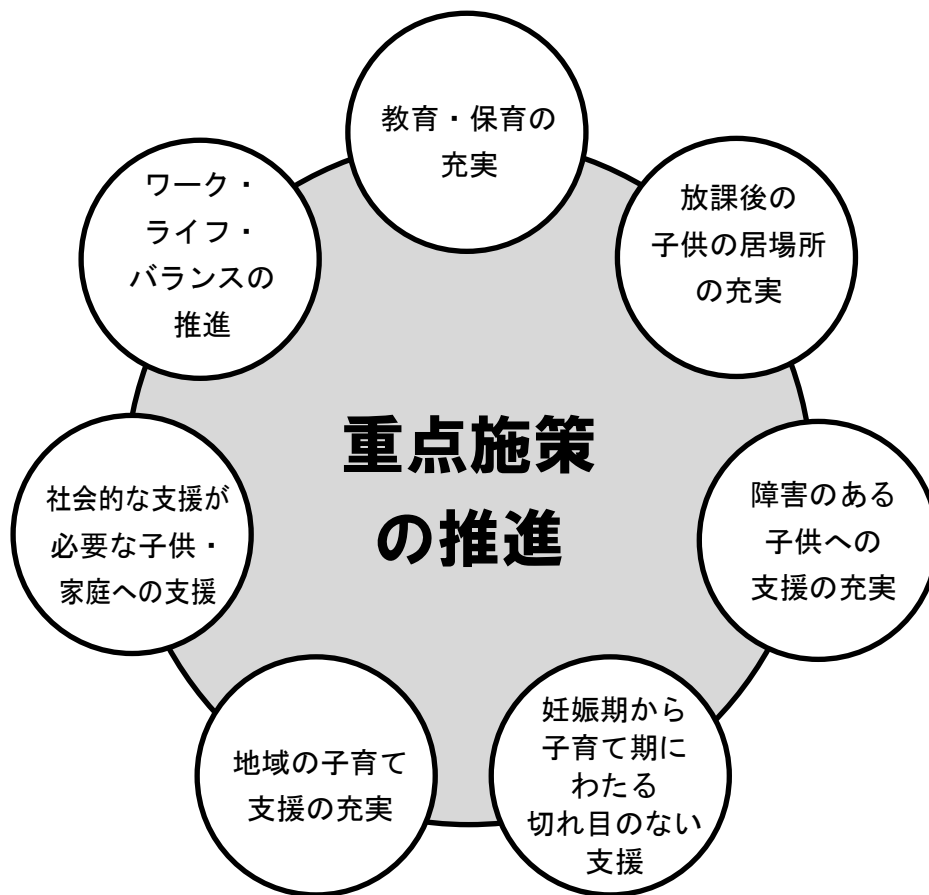 教育・保育の
充実
放課後の
子供の居場所
の充実
障害のある
子供への
支援の充実
妊娠期から
子育て期に
わたる
切れ目のない
支援
地域の子育て
支援の充実
社会的な支援が
必要な子供・
家庭への支援
ワーク・
ライフ・
バランスの
推進
重点施策
の推進